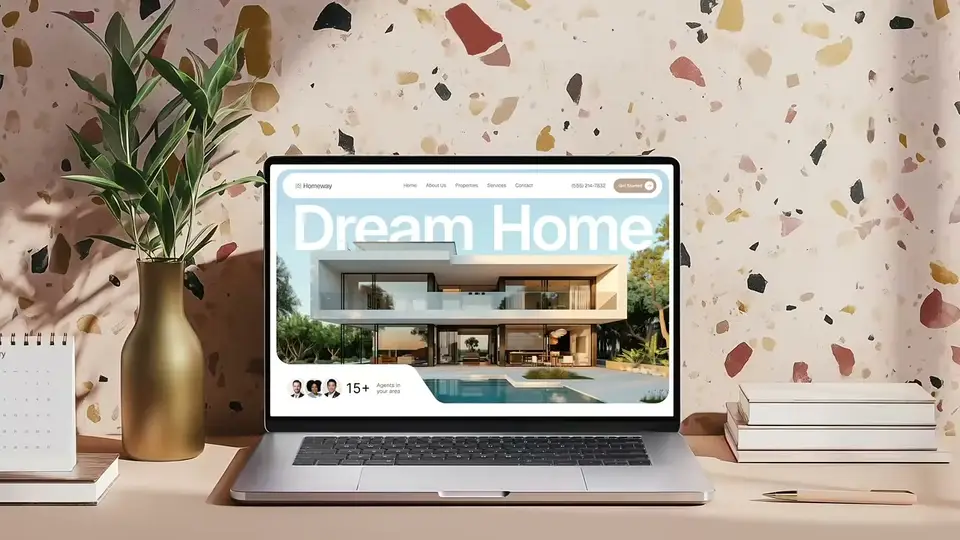 Homeway
Home About Us Properties Services Contact
(555) 214-7832
Get Started
Dream Home
15+
Agents in
your area
ry